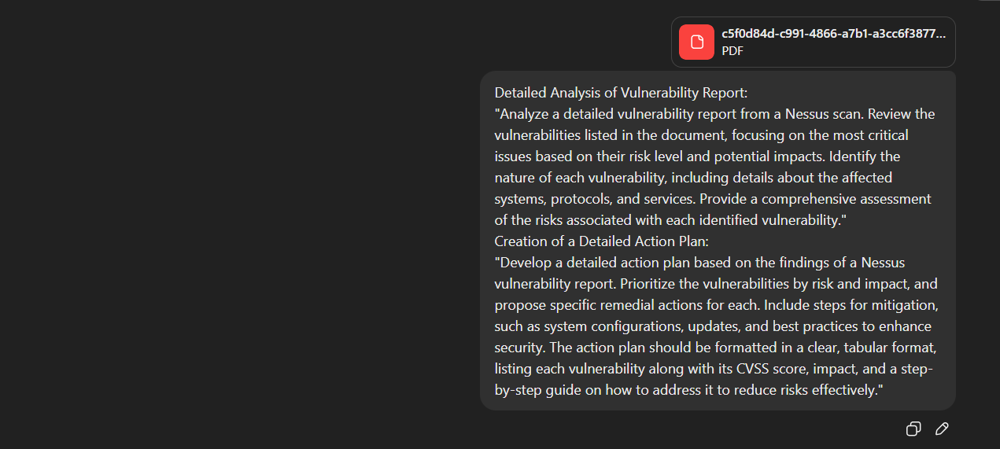 c5f0d84d-c991-4866-a7b1-a3cc6f3877...
PDF
Detailed Analysis of Vulnerability Report:
"Analyze a detailed vulnerability report from a Nessus scan. Review the
vulnerabilities listed in the document, focusing on the most critical
issues based on their risk level and potential impacts. Identify the
nature of each vulnerability, including details about the affected
systems, protocols, and services. Provide a comprehensive assessment
of the risks associated with each identified vulnerability."
Creation of a Detailed Action Plan:
"Develop a detailed action plan based on the findings of a Nessus
vulnerability report. Prioritize the vulnerabilities by risk and impact, and
propose specific remedial actions for each. Include steps for mitigation,
such as system configurations, updates, and best practices to enhance
security. The action plan should be formatted in a clear, tabular format,
listing each vulnerability along with its CVSS score, impact, and a step-
by-step guide on how to address it to reduce risks effectively."